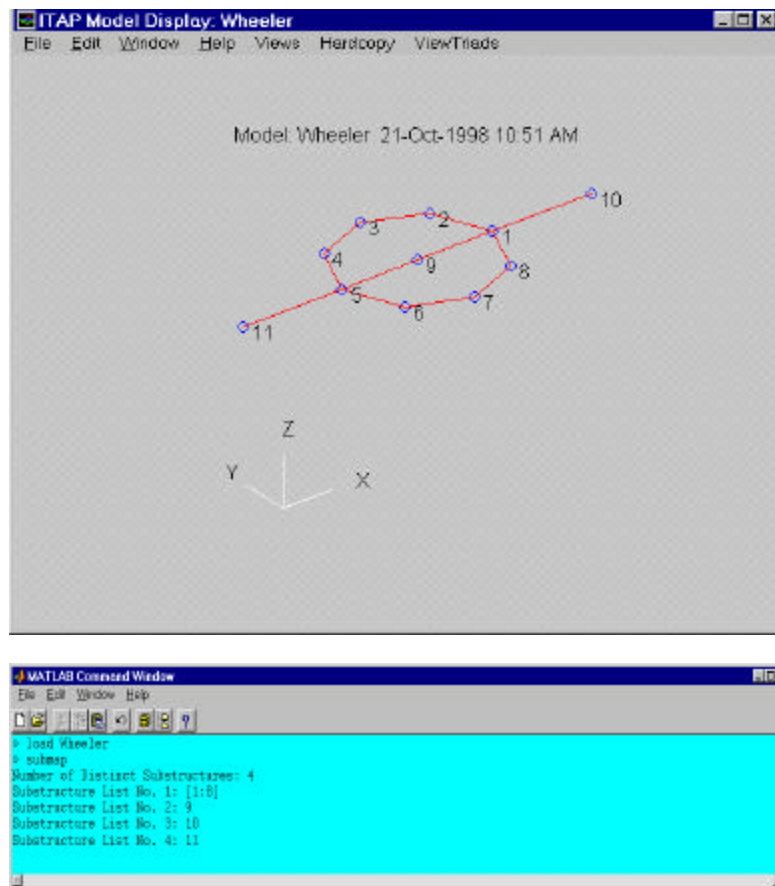 ITAP Model Display: Wheeler
File Edit Window Help Views Hardcopy ViewTriads
Model: Wheeler 21-Oct-1998 10:51 AM
10
3
2
1
4
9
8
5
6
7
11
Z
Y
X
MATLAB Command Window
File Edit Window Help
» load Wheeler
» submap
Number of Distinct Substructures: 4
Substructure List No. 1: [1:8]
Substructure List No. 2: 9
Substructure List No. 3: 10
Substructure List No. 4: 11